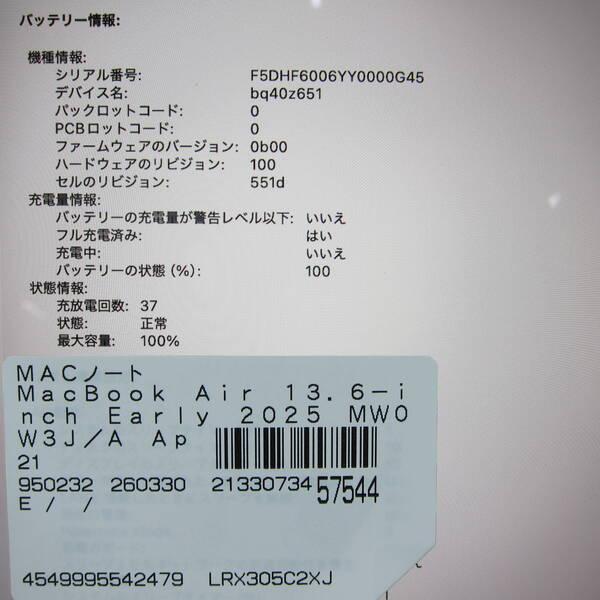 バッテリー情報:
機種情報:
シリアル番号: F5DHF6006YY0000G45
デバイス名: bq40z651
パックロットコード: 0
PCBロットコード: 0
ファームウェアのバージョン: 0b00
ハードウェアのリビジョン: 100
セルのリビジョン: 551d
充電量情報:
バッテリーの充電量が警告レベル以下: いいえ
フル充電済み: はい
充電中: いいえ
バッテリーの状態 (%): 100
状態情報:
充放電回数: 37
状態: 正常
最大容量: 100%
MACノート
MacBook Air 13.6-i
nch Early 2025 MW0
W3J/A Ap
21
950232 260330 21330734 57544
E / /
4549995542479 LRX305C2XJ